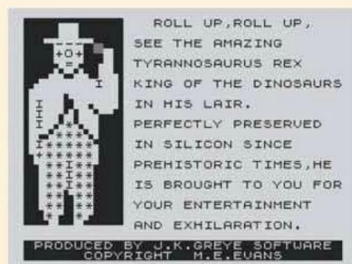 ROLL UP,ROLL UP,
SEE THE AMAZING
TYRANNOSAURUS REX
KING OF THE DINOSAURS
IN HIS LAIR.
PERFECTLY PRESERVED
IN SILICON SINCE
PREHISTORIC TIMES,HE
IS BROUGHT TO YOU FOR
YOUR ENTERTAINMENT
AND EXHILARATION.
PRODUCED BY J.K.GREYE SOFTWARE
COPYRIGHT M.E.EVANS